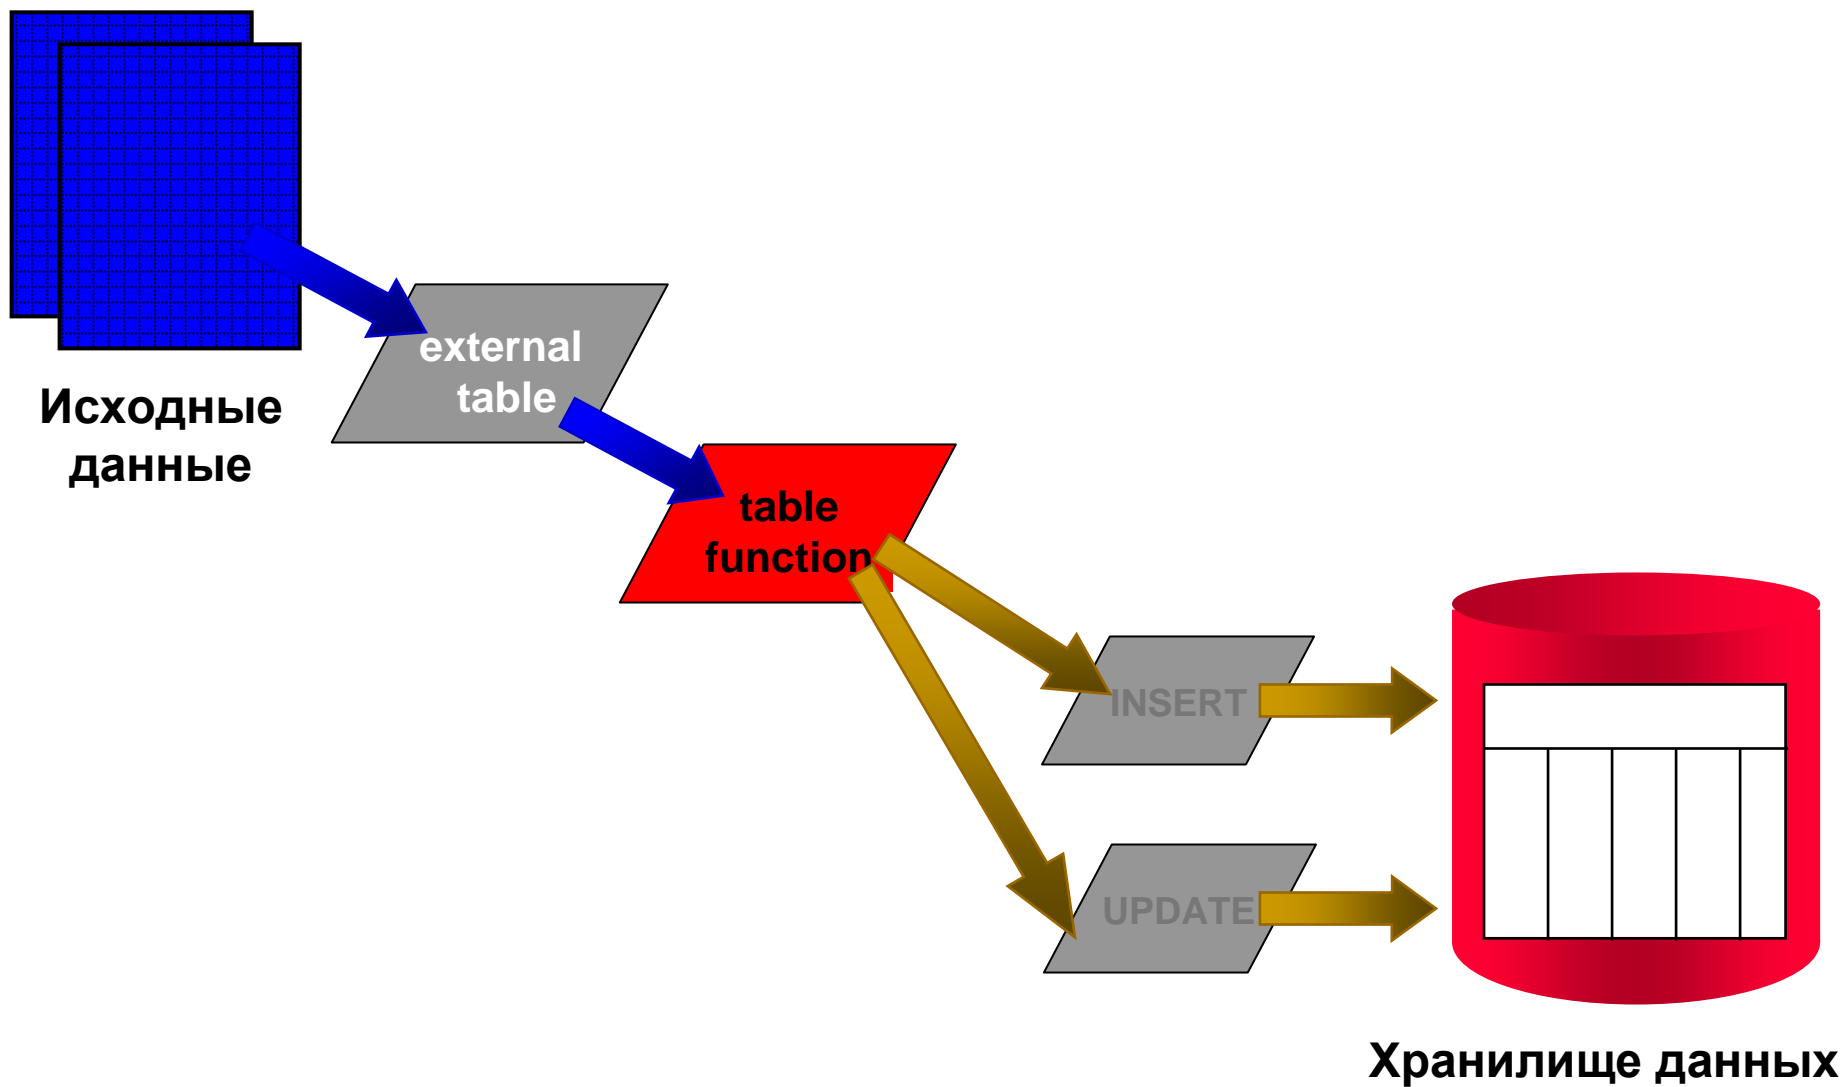 Исходные
данные
external
table
table
function
INSERT
UPDATE
Хранилище данных